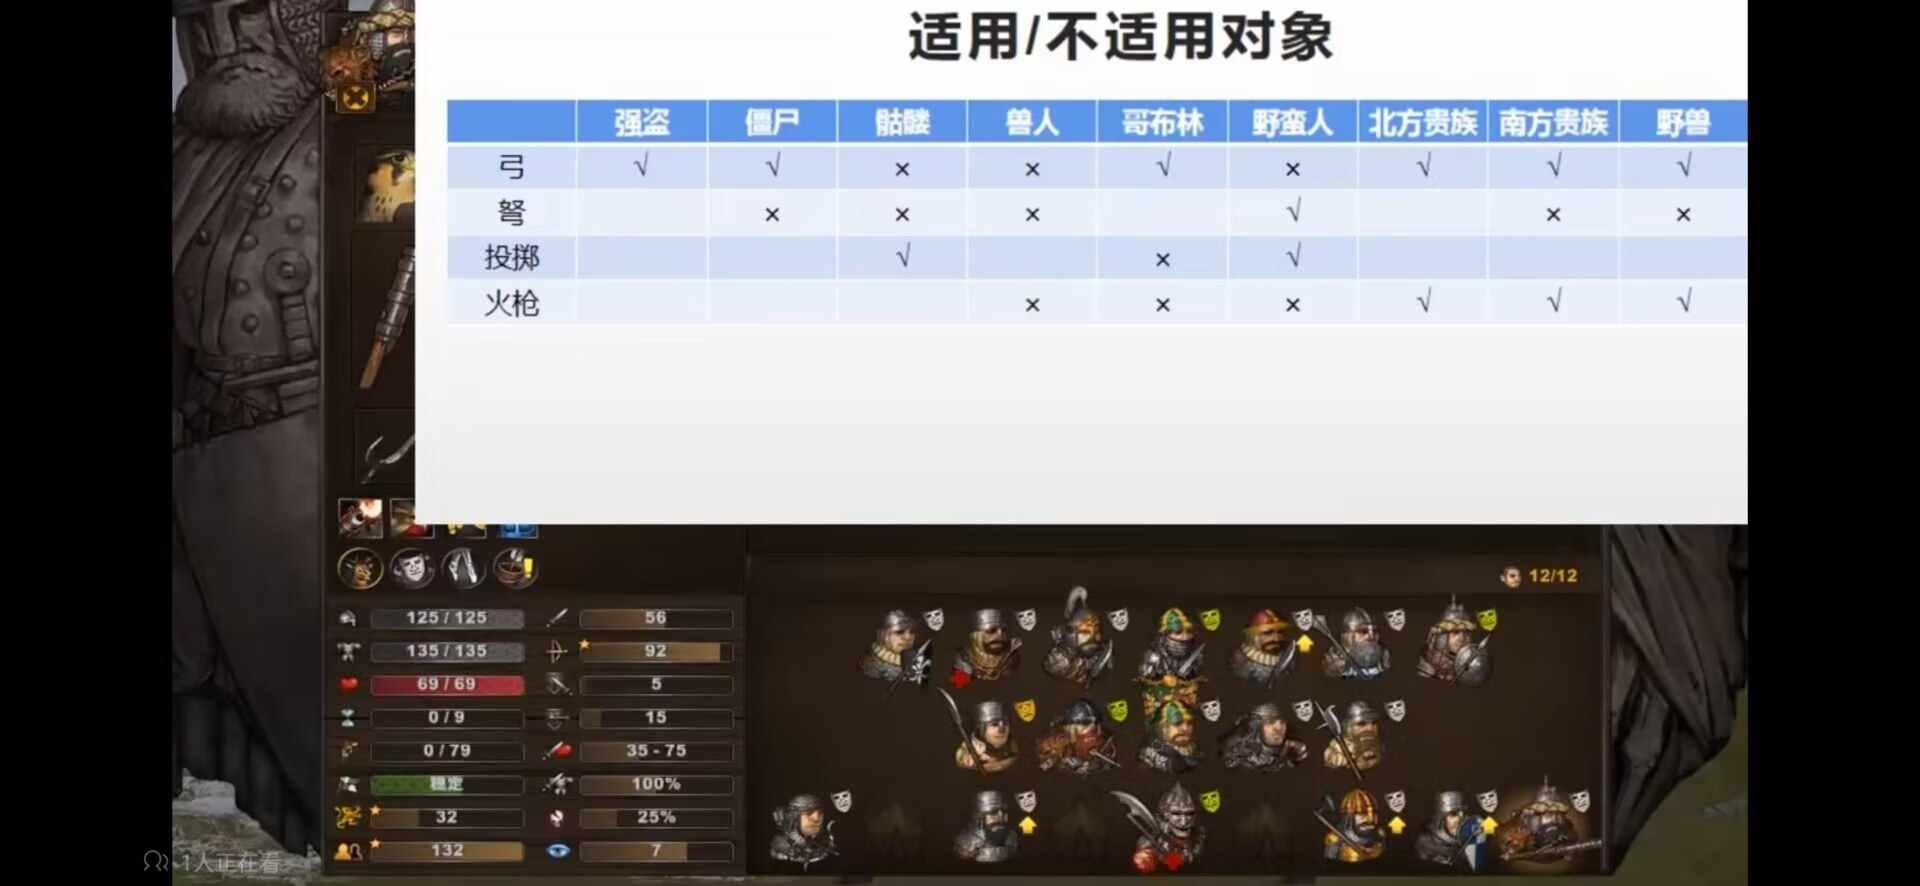 适用/不适用对象
强盗 僵尸 骷髅 兽人 哥布林 野蛮人 北方贵族 南方贵族 野兽
弓 √ √ × × √ × √ √ √
弩 × × × √ × ×
投掷 √ × √
火枪 × × × √ √ √
12/12
125 / 125 56
135 / 135 92
69 / 69 5
0 / 9 15
0 / 79 35 - 75
稳定 100%
32 25%
132 7
1人正在看